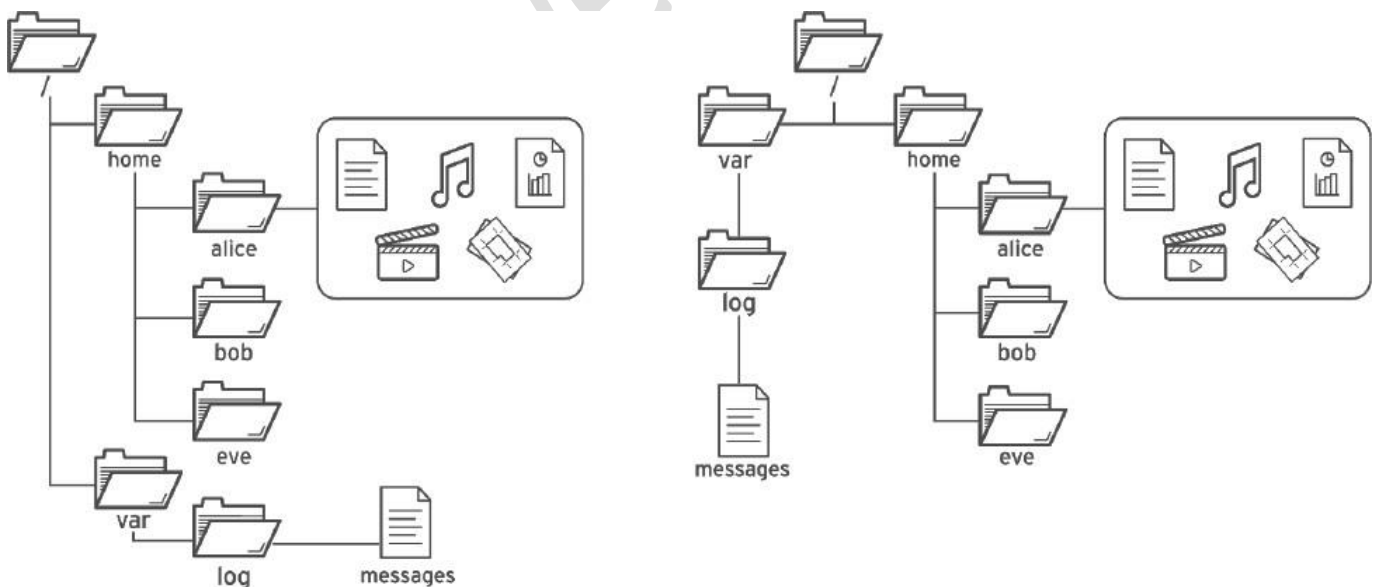 /
home
alice
bob
eve
var
log
messages
/
var
home
alice
log
bob
eve
messages